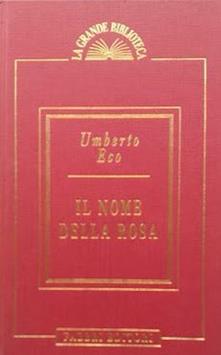 LA GRANDE BIBLIOTECA
Umberto
Eco
IL NOME
DELLA ROSA
FABBRI EDITORI